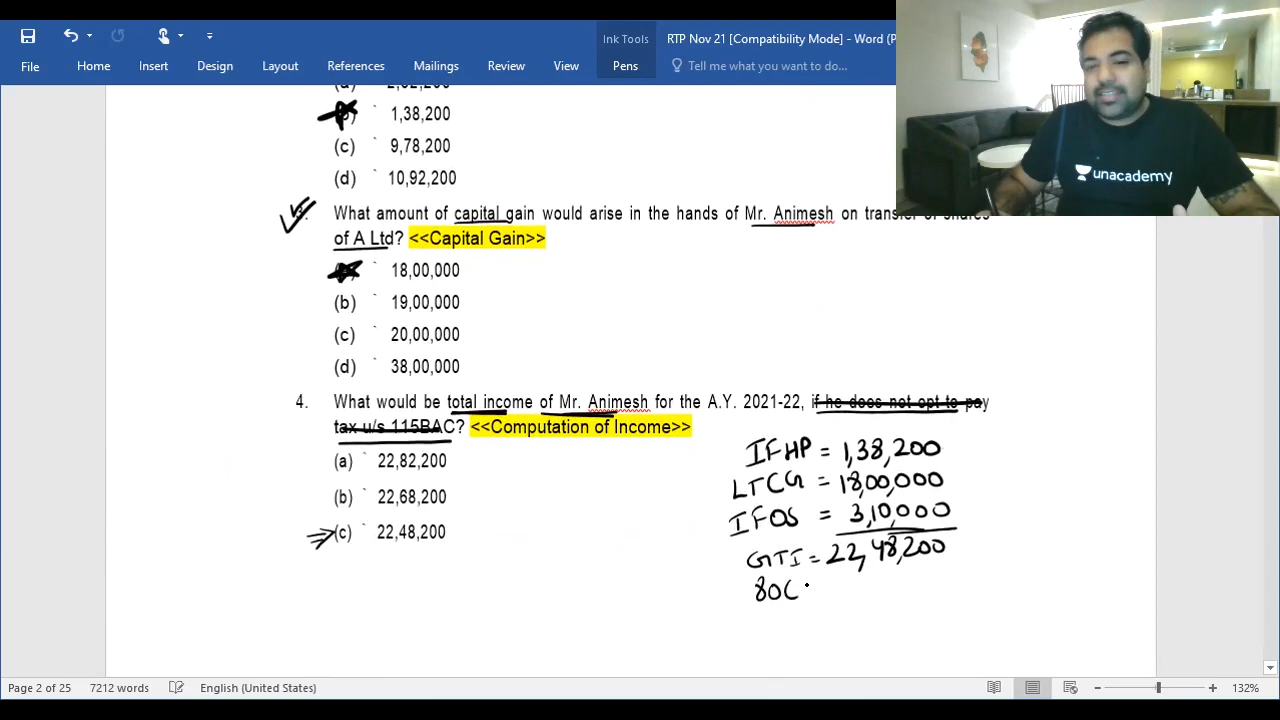 Ink Tools
RTP Nov 21 [Compatibility Mode] - Word (P
File Home Insert Design Layout References Mailings Review View Pens Tell me what you want to do...
unacademy
1,38,200
(c) ` 9,78,200
(d) ` 10,92,200
What amount of capital gain would arise in the hands of Mr. Animesh on transfer of shares
of A Ltd? <<Capital Gain>>
` 18,00,000
(b) ` 19,00,000
(c) ` 20,00,000
(d) ` 38,00,000
4. What would be total income of Mr. Animesh for the A.Y. 2021-22, if he does not opt to pay
tax u/s 115BAC? <<Computation of Income>>
(a) ` 22,82,200
(b) ` 22,68,200
(c) ` 22,48,200
IFHP = 1,38,200
LTCG = 18,00,000
IFOS = 3,10,000
GTI = 22,48,200
80C
Page 2 of 25 7212 words English (United States) 132%